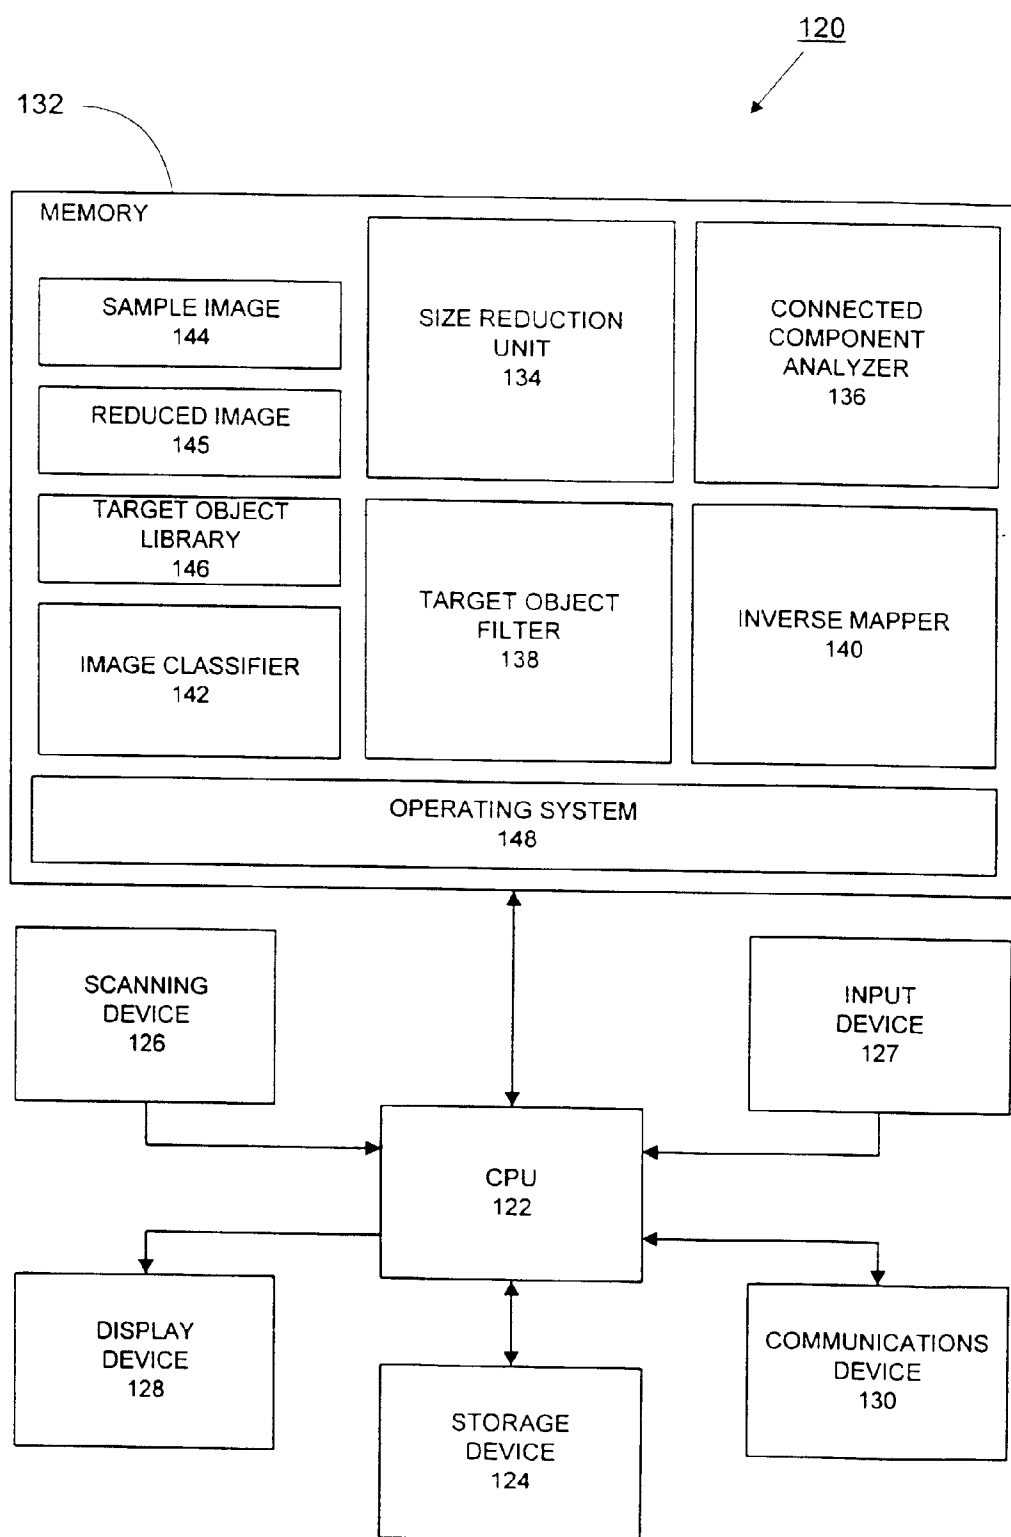 120
132
MEMORY
SAMPLE IMAGE
144
REDUCED IMAGE
145
TARGET OBJECT
LIBRARY
146
IMAGE CLASSIFIER
142
SIZE REDUCTION
UNIT
134
CONNECTED
COMPONENT
ANALYZER
136
TARGET OBJECT
FILTER
138
INVERSE MAPPER
140
OPERATING SYSTEM
148
SCANNING
DEVICE
126
INPUT
DEVICE
127
CPU
122
DISPLAY
DEVICE
128
STORAGE
DEVICE
124
COMMUNICATIONS
DEVICE
130